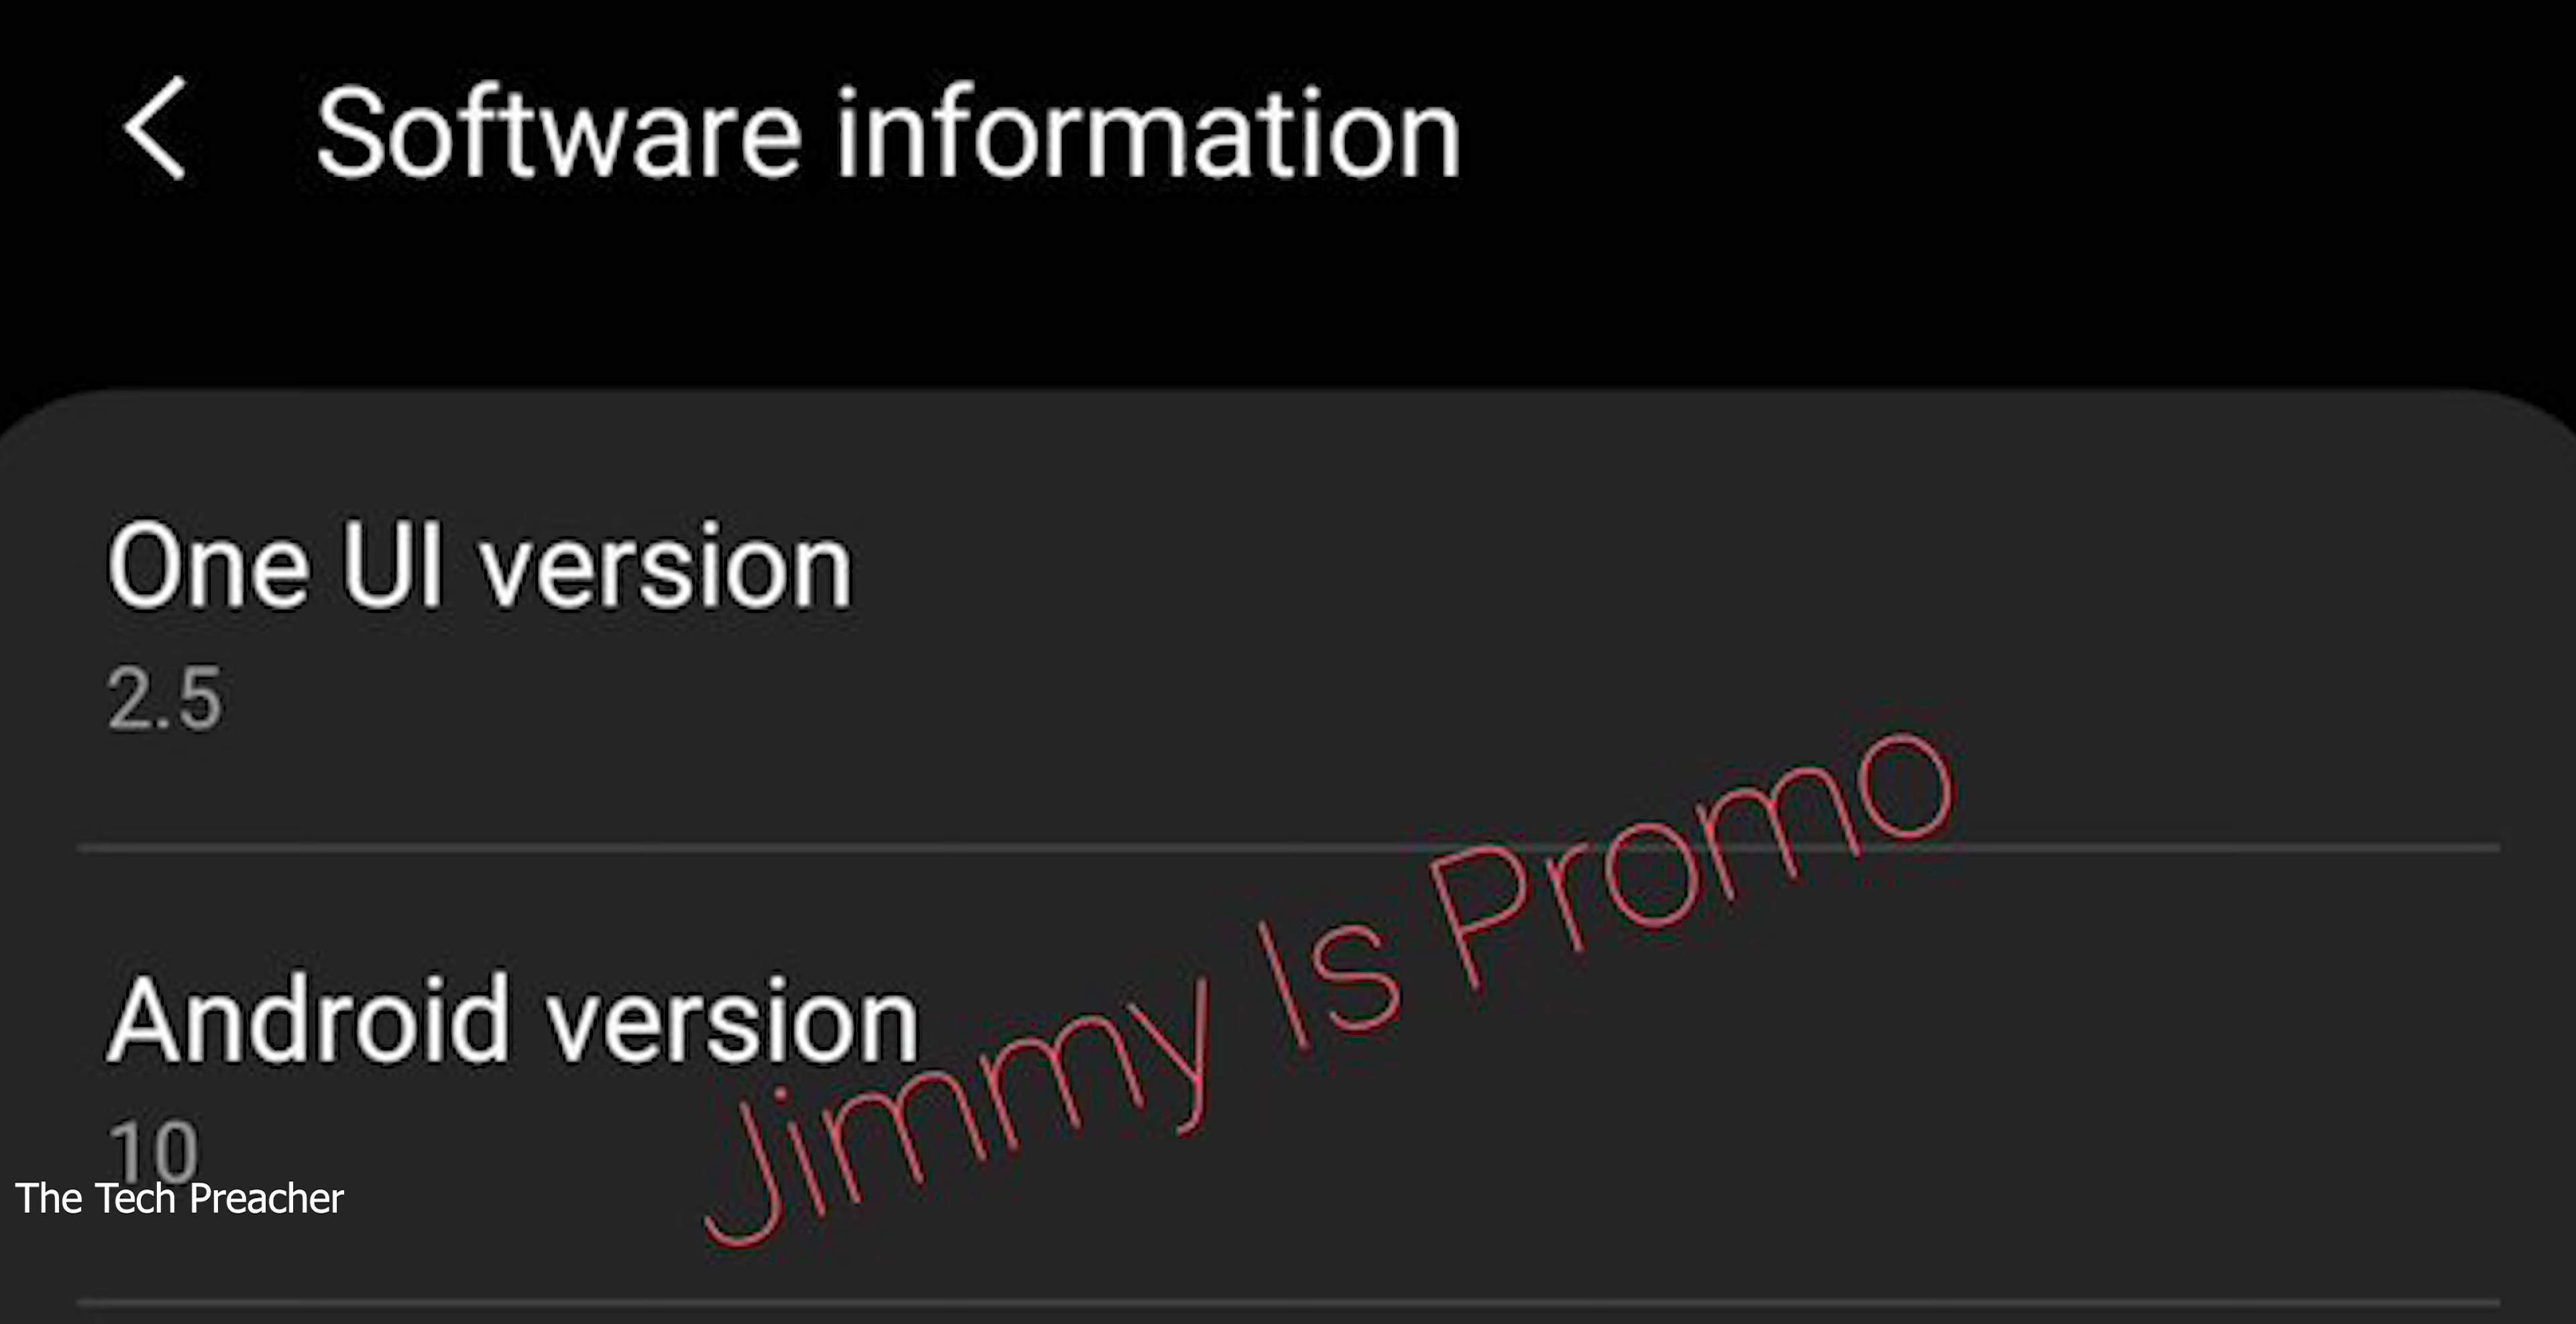 Software information
One UI version
2.5
Android version
10
Jimmy Is Promo
The Tech Preacher